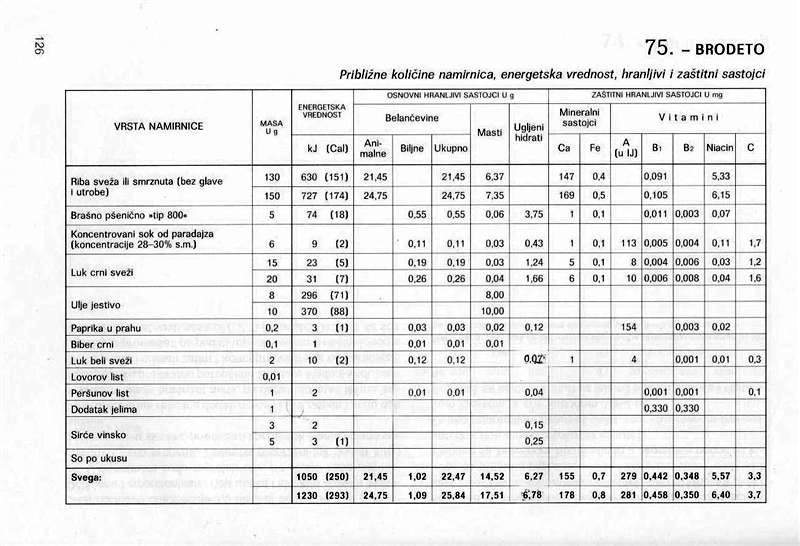 126
75. – BRODETO
Približne količine namirnica, energetska vrednost, hranljivi i zaštitni sastojci
VRSTA NAMIRNICE MASA U g ENERGETSKA VREDNOST OSNOVNI HRANLJIVI SASTOJCI U g ZAŠTITNI HRANLJIVI SASTOJCI U mg
Belančevine Masti Ugljeni hidrati Mineralni sastojci Vitamini
kJ (Cal) Animalne Biljne Ukupno Ca Fe A (u IJ) B1 B2 Niacin C
Riba sveža ili smrznuta (bez glave i utrobe) 130 630 (151) 21,45 21,45 6,37 147 0,4 0,091 5,33
150 727 (174) 24,75 24,75 7,35 169 0,5 0,105 6,15
Brašno pšenično »tip 800« 5 74 (18) 0,55 0,55 0,06 3,75 1 0,1 0,011 0,003 0,07
Koncentrovani sok od paradajza
(koncentracije 28–30% s.m.) 6 9 (2) 0,11 0,11 0,03 0,43 1 0,1 113 0,005 0,004 0,11 1,7
Luk crni sveži 15 23 (5) 0,19 0,19 0,03 1,24 5 0,1 8 0,004 0,006 0,03 1,2
20 31 (7) 0,26 0,26 0,04 1,66 6 0,1 10 0,006 0,008 0,04 1,6
Ulje jestivo 8 296 (71) 8,00
10 370 (88) 10,00
Paprika u prahu 0,2 3 (1) 0,03 0,03 0,02 0,12 154 0,003 0,02
Biber crni 0,1 1 0,01 0,01 0,01
Luk beli sveži 2 10 (2) 0,12 0,12 0,07 1 4 0,001 0,01 0,3
Lovorov list 0,01
Peršunov list 1 2 0,01 0,01 0,04 0,001 0,001 0,1
Dodatak jelima 1 0,330 0,330
Sirće vinsko 3 2 0,15
5 3 (1) 0,25
So po ukusu
Svega: 1050 (250) 21,45 1,02 22,47 14,52 6,27 155 0,7 279 0,442 0,348 5,57 3,3
1230 (293) 24,75 1,09 25,84 17,51 6,78 178 0,8 281 0,458 0,350 6,40 3,7